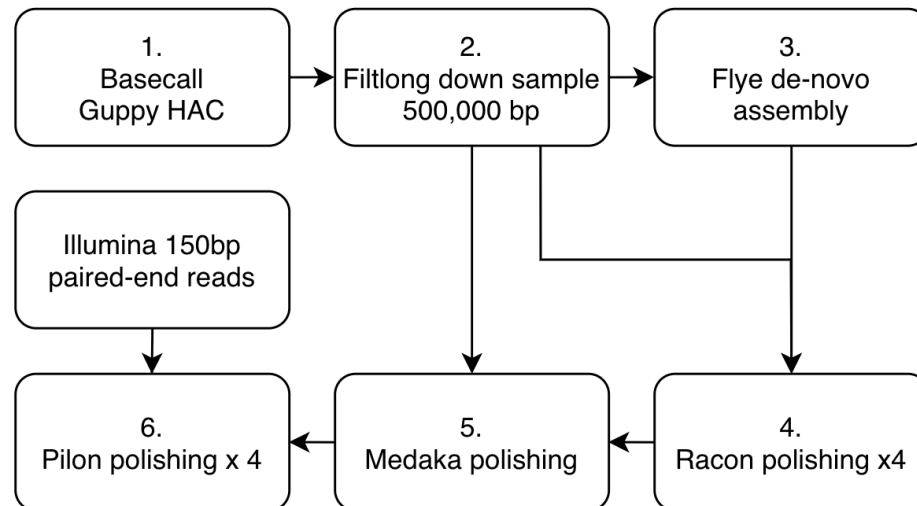 1.
Basecall
Guppy HAC
2.
Filtlong down sample
500,000 bp
3.
Flye de-novo
assembly
Illumina 150bp
paired-end reads
6.
Pilon polishing x 4
5.
Medaka polishing
4.
Racon polishing x4